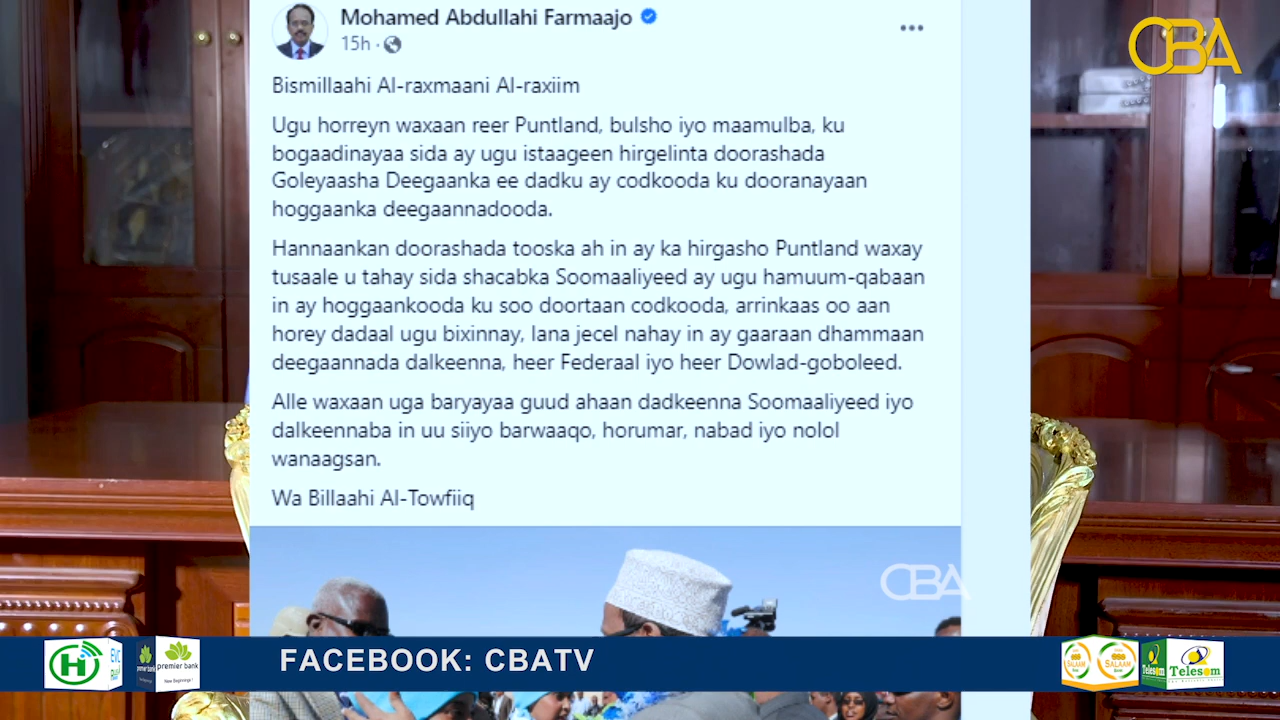 Mohamed Abdullahi Farmaajo
15h
CBA
Bismillaahi Al-raxmaani Al-raxiim
Ugu horreyn waxaan reer Puntland, bulsho iyo maamulba, ku
bogaadinayaa sida ay ugu istaageen hirgelinta doorashada
Goleyaasha Deegaanka ee dadku ay codkooda ku dooranayaan
hoggaanka deegaannadooda.
Hannaankan doorashada tooska ah in ay ka hirgasho Puntland waxay
tusaale u tahay sida shacabka Soomaaliyeed ay ugu hamuum-qabaan
in ay hoggaankooda ku soo doortaan codkooda, arrinkaas oo aan
horey dadaal ugu bixinnay, lana jecel nahay in ay gaaraan dhammaan
deegaannada dalkeenna, heer Federaal iyo heer Dowlad-goboleed.
Alle waxaan uga baryayaa guud ahaan dadkeenna Soomaaliyeed iyo
dalkeennaba in uu siiyo barwaaqo, horumar, nabad iyo nolol
wanaagsan.
Wa Billaahi Al-Towfiiq
CBA
H
premier bank
FACEBOOK: CBATV
SALAAM
SALAAM
Telesom
Telesom